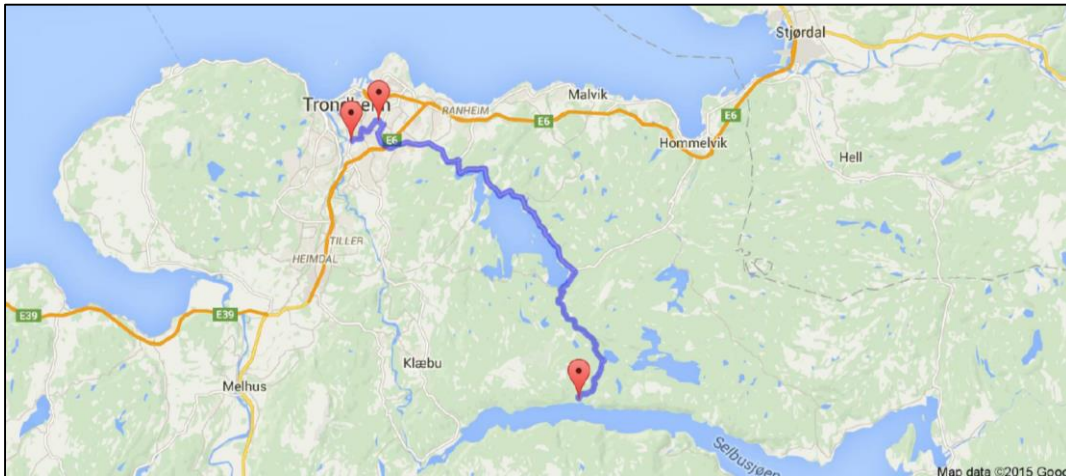 Stjørdal
Trondheim
RANHEIM
Malvik
E6
E6
E6
Hommelvik
Hell
TILLER
HEIMDAL
E39
E39
Klæbu
Melhus
Selbusjøen
Map data ©2015 Goog